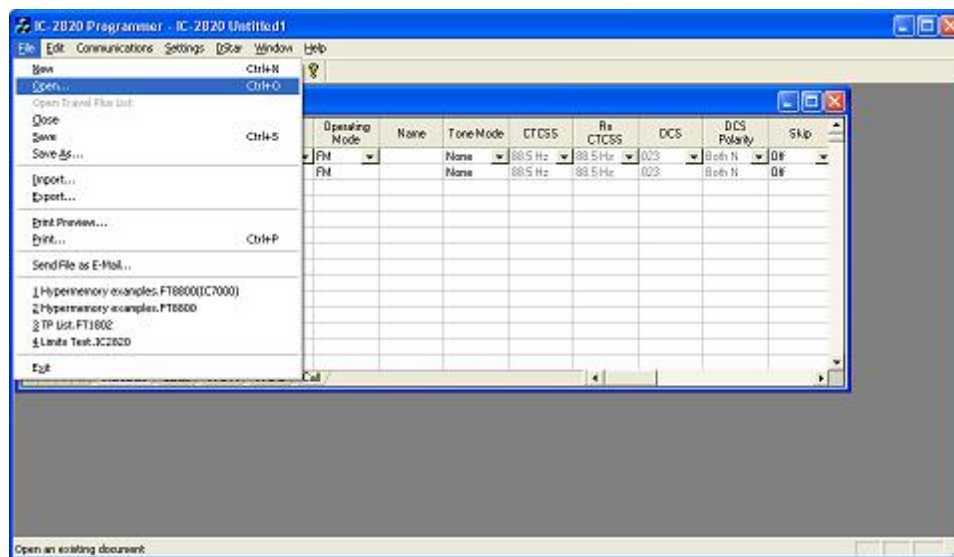 IC-2820 Programmer - IC-2820 Untitled1
File Edit Communications Settings DStar Window Help
New Ctrl+N
Open... Ctrl+O
Open Travel Plus List
Close
Save Ctrl+S
Save As...
Import...
Export...
Print Preview...
Print... Ctrl+P
Send File as E-Mail...
1 Hypermemory examples.FT8800(IC7000)
2 Hypermemory examples.FT8800
3 TP List.FT1802
4 Limits Test.IC2820
Exit
Operating Mode Name Tone Mode CTCSS Rx CTCSS DCS DCS Polarity Skip
FM None 88.5 Hz 88.5 Hz 023 Both N Off
FM None 88.5 Hz 88.5 Hz 023 Both N Off
Call
Open an existing document